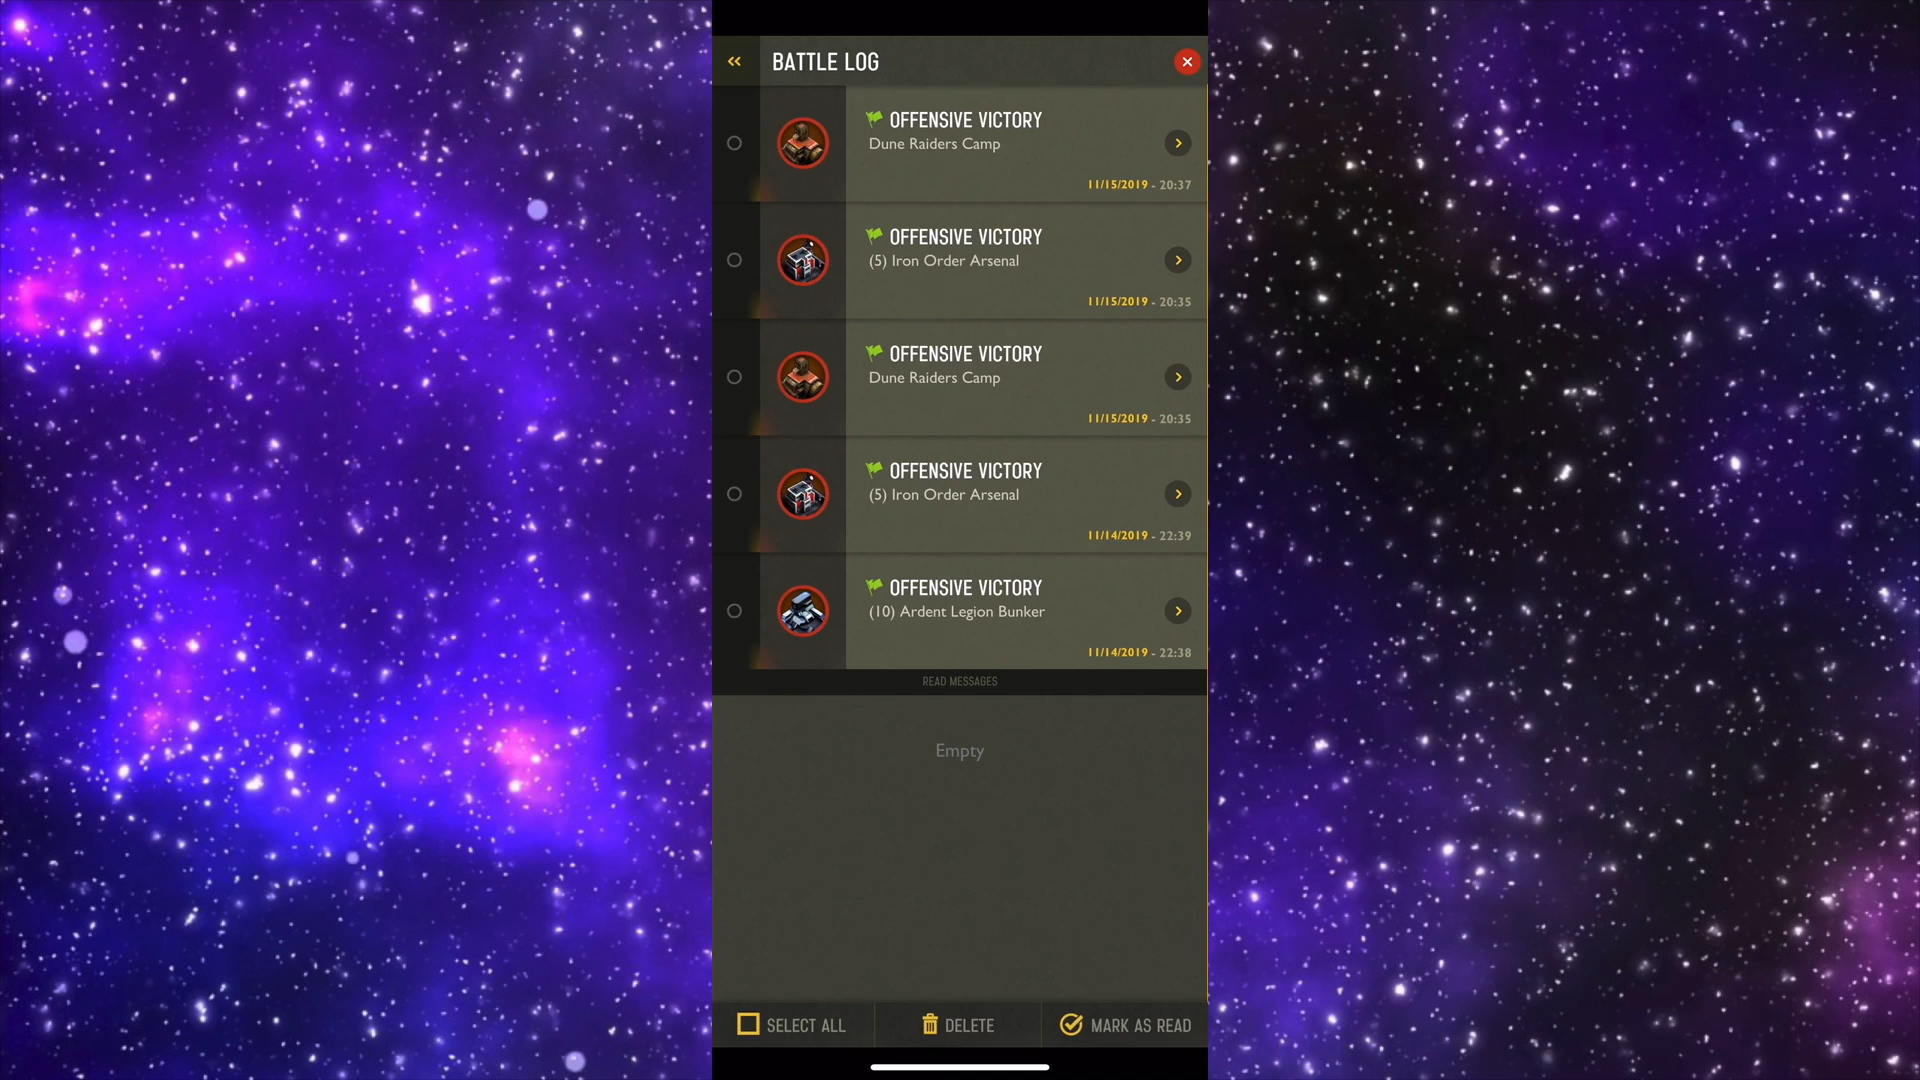 BATTLE LOG
OFFENSIVE VICTORY
Dune Raiders Camp
11/15/2019 - 20:37
OFFENSIVE VICTORY
(5) Iron Order Arsenal
11/15/2019 - 20:35
OFFENSIVE VICTORY
Dune Raiders Camp
11/15/2019 - 20:35
OFFENSIVE VICTORY
(5) Iron Order Arsenal
11/14/2019 - 22:39
OFFENSIVE VICTORY
(10) Ardent Legion Bunker
11/14/2019 - 22:38
READ MESSAGES
Empty
SELECT ALL
DELETE
MARK AS READ